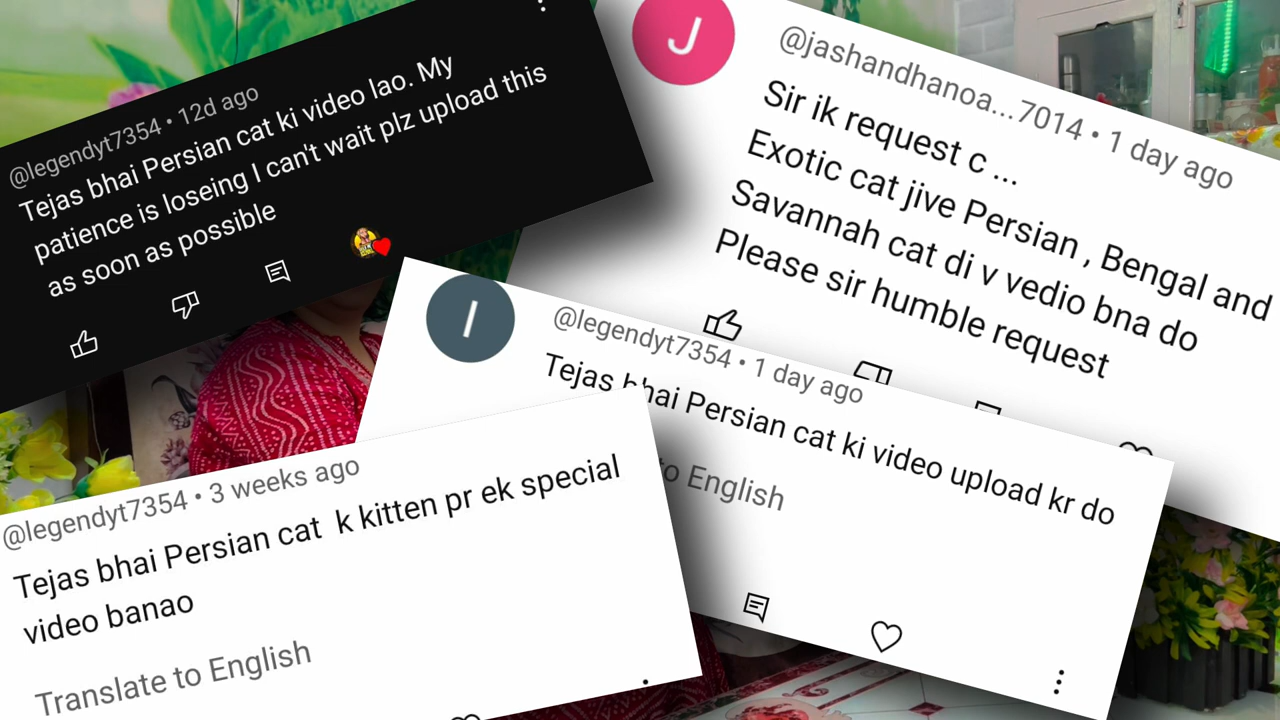 @legendyt7354 • 12d ago
Tejas bhai Persian cat ki video lao. My
patience is loseing I can't wait plz upload this
as soon as possible
J
@jashandhanoa...7014 • 1 day ago
Sir ik request c ...
Exotic cat jive Persian , Bengal and
Savannah cat di v vedio bna do
Please sir humble request
l
@legendyt7354 • 1 day ago
Tejas bhai Persian cat ki video upload kr do
to English
@legendyt7354 • 3 weeks ago
Tejas bhai Persian cat k kitten pr ek special
video banao
Translate to English